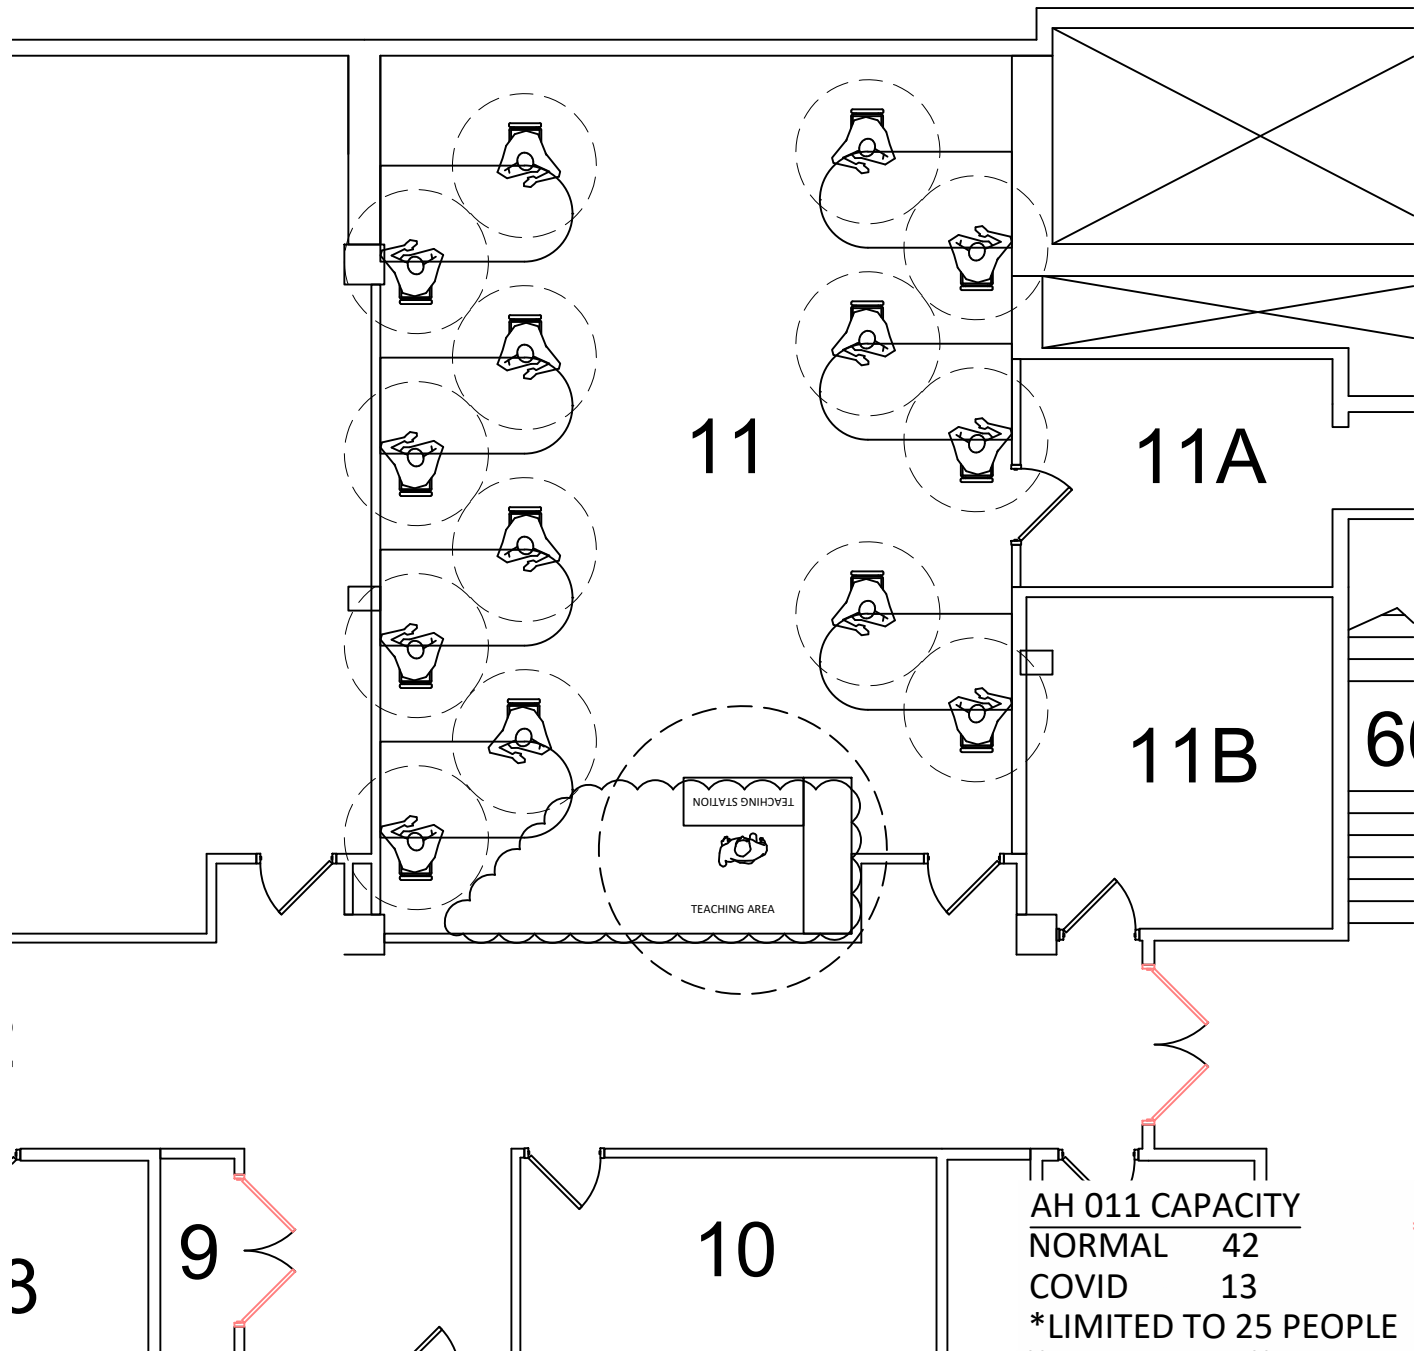 11
11A
11B
TEACHING STATION
TEACHING AREA
9
10
AH 011 CAPACITY
NORMAL 42
COVID 13
*LIMITED TO 25 PEOPLE